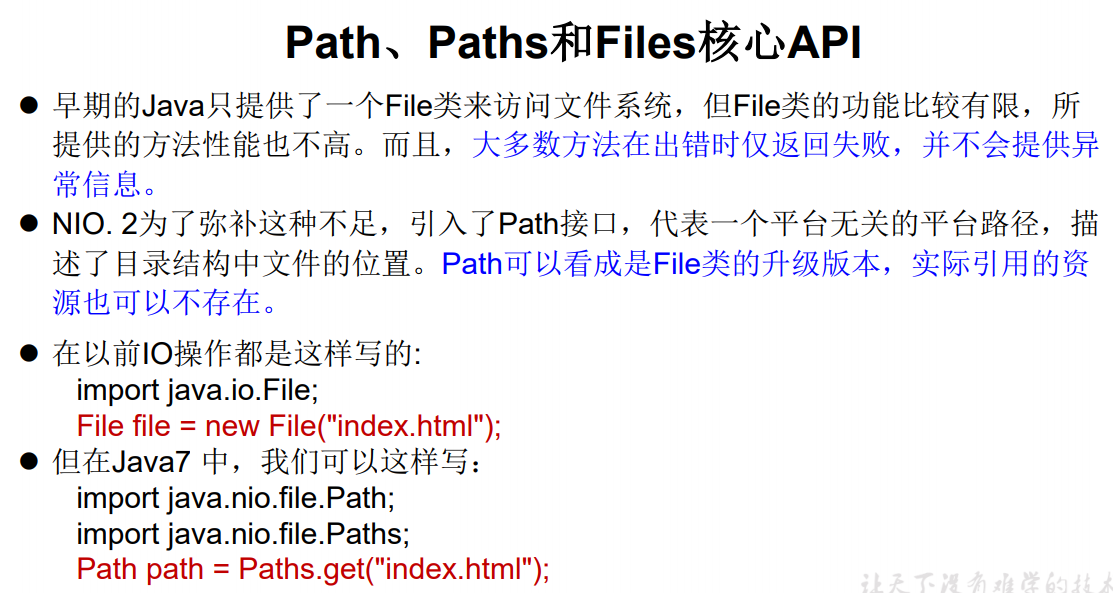 Path、Paths和Files核心API
● 早期的Java只提供了一个File类来访问文件系统，但File类的功能比较有限，所
提供的方法性能也不高。而且，大多数方法在出错时仅返回失败，并不会提供异
常信息。
● NIO. 2为了弥补这种不足，引入了Path接口，代表一个平台无关的平台路径，描
述了目录结构中文件的位置。Path可以看成是File类的升级版本，实际引用的资
源也可以不存在。
● 在以前IO操作都是这样写的:
import java.io.File;
File file = new File("index.html");
● 但在Java7 中，我们可以这样写：
import java.nio.file.Path;
import java.nio.file.Paths;
Path path = Paths.get("index.html");
让天下没有难学的技术